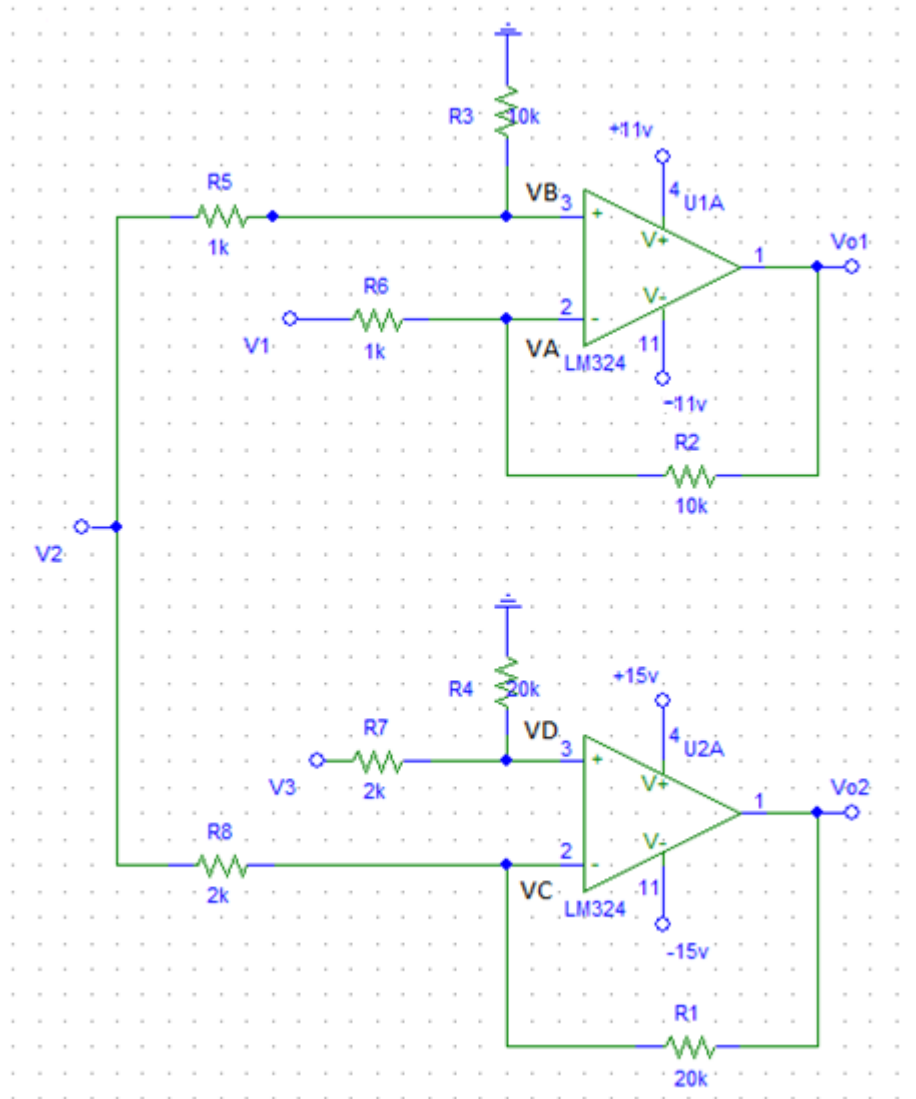 R3
10k
+11v
R5
VB
3
+
4
U1A
1k
V+
1
Vo1
R6
V-
V1
2
-
1k
VA
LM324
11
-11v
R2
10k
V2
R4
20k
+15v
R7
VD
3
+
4
U2A
V3
2k
V+
1
Vo2
R8
V-
2
-
2k
VC
LM324
11
-15v
R1
20k